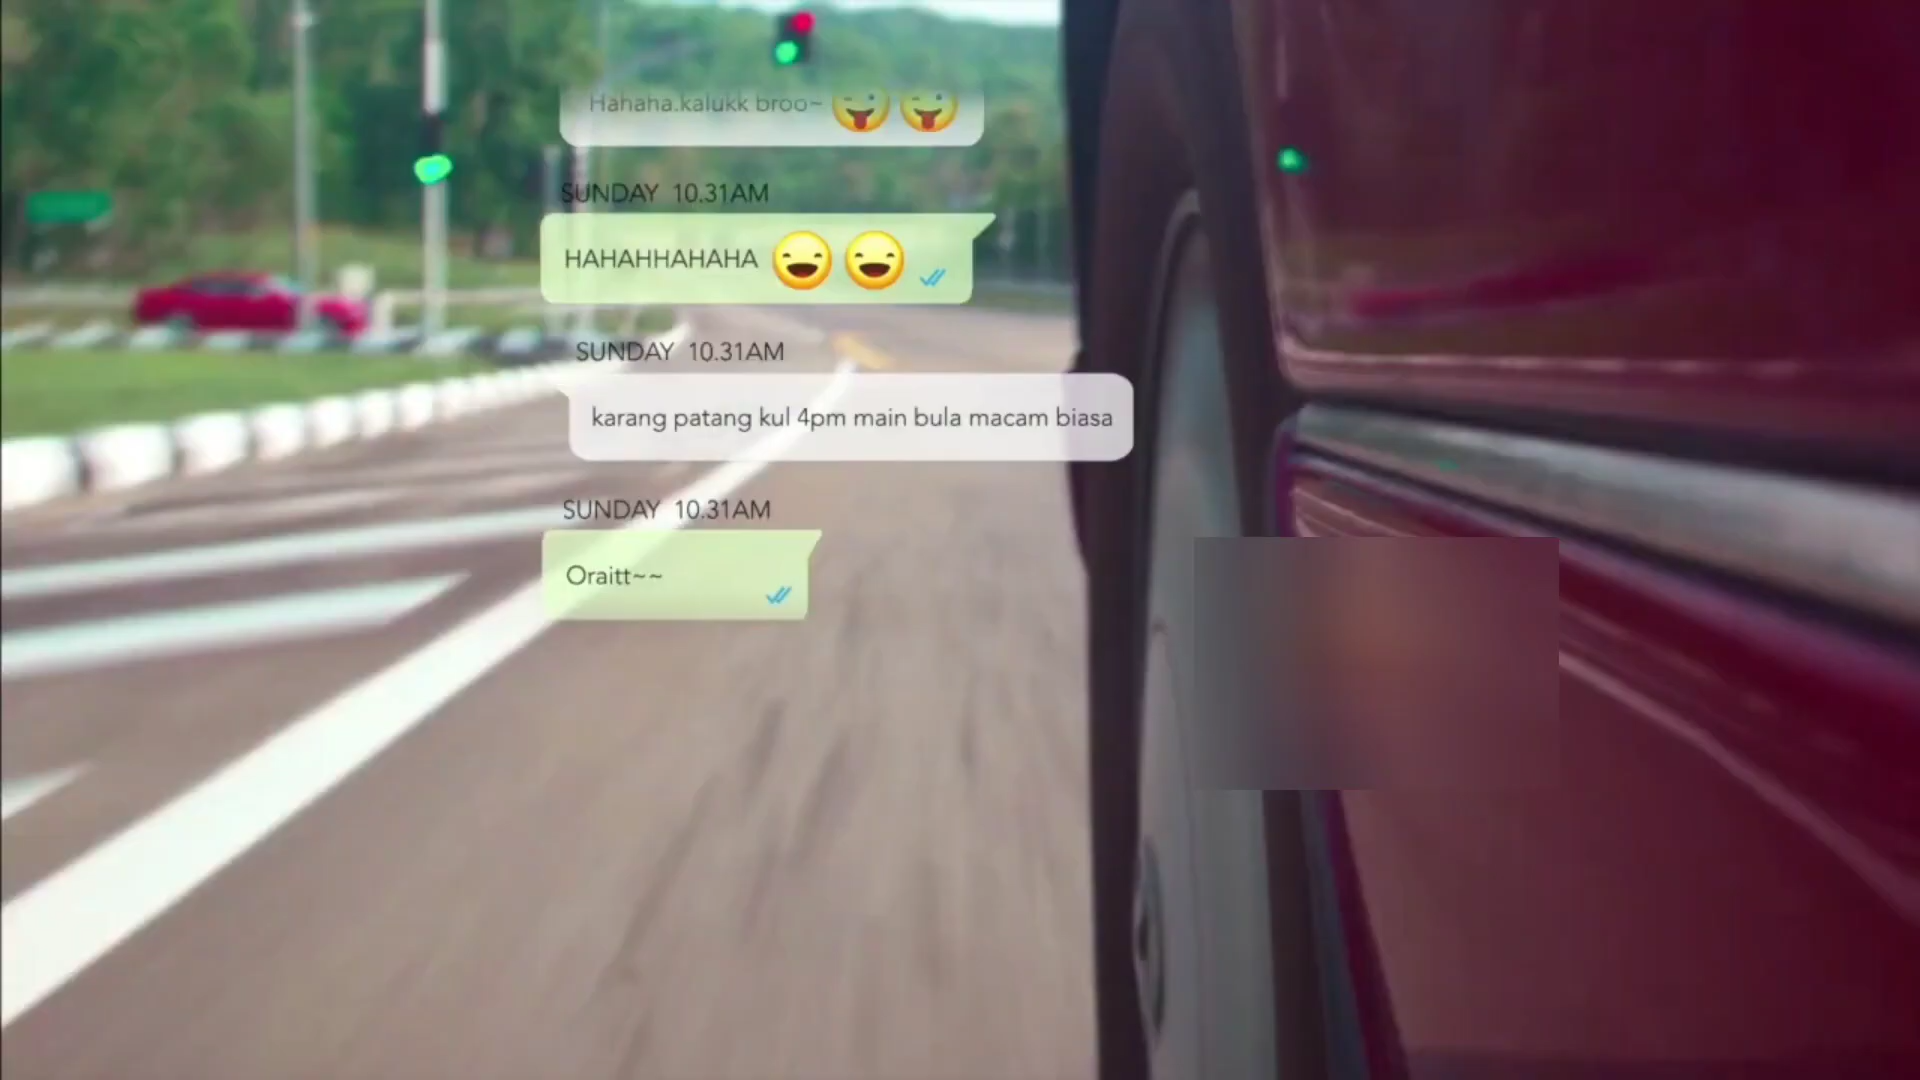 Hahaha.kalukk broo~
SUNDAY 10.31AM
HAHAHHAHAHA
SUNDAY 10.31AM
karang patang kul 4pm main bula macam biasa
SUNDAY 10.31AM
Oraitt~~